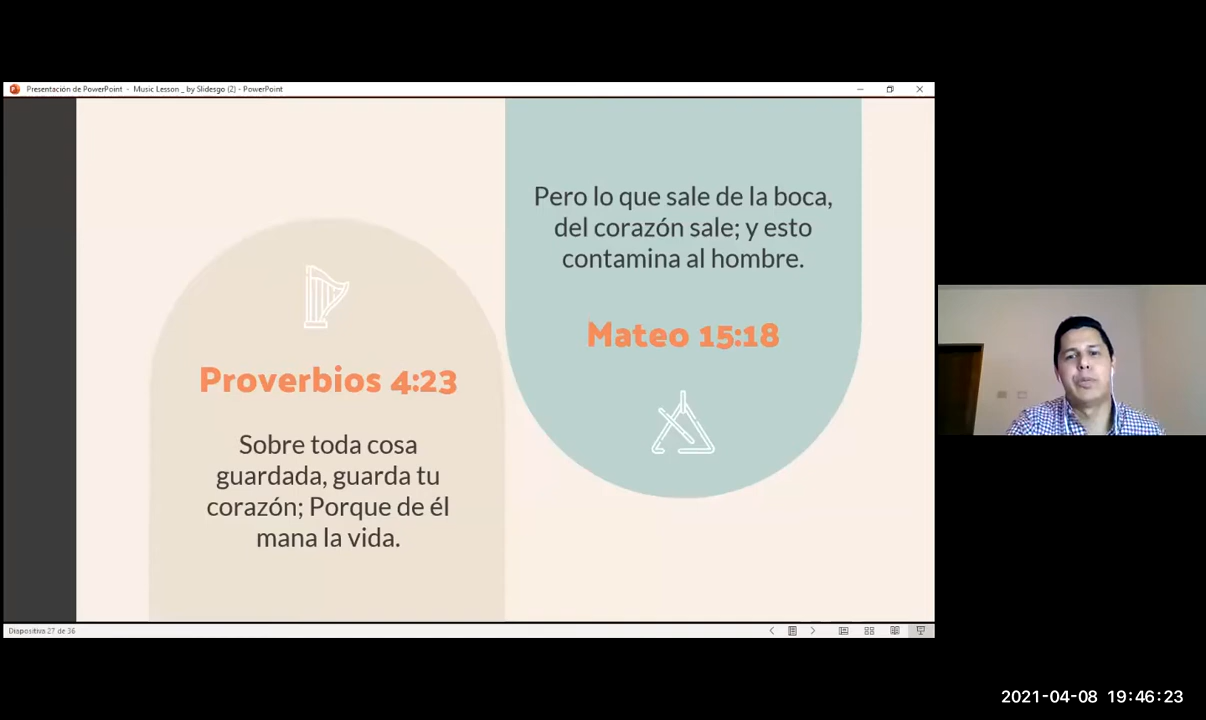 Presentación de PowerPoint - Music Lesson _ by Slidesgo (2) - PowerPoint
Pero lo que sale de la boca,
del corazón sale; y esto
contamina al hombre.
Mateo 15:18
Proverbios 4:23
Sobre toda cosa
guardada, guarda tu
corazón; Porque de él
mana la vida.
Diapositiva 27 de 36
2021-04-08 19:46:23